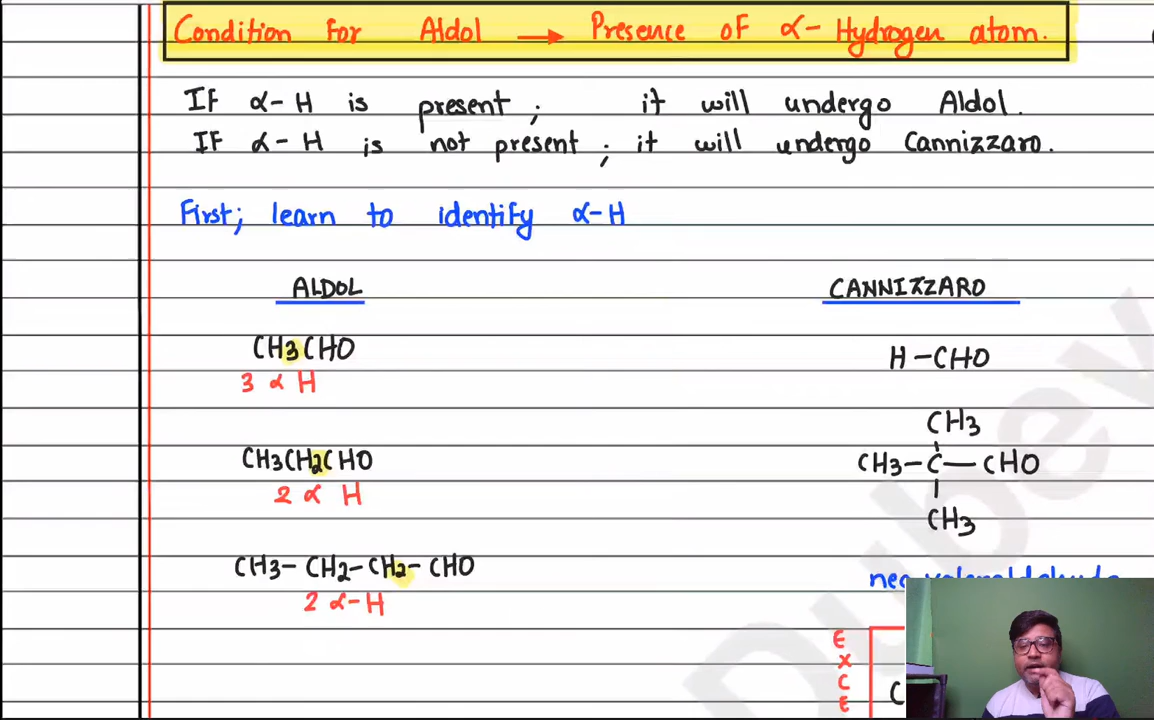 Condition For Aldol → Presence OF α- Hydrogen atom.
IF α-H is present ; it will undergo Aldol.
IF α-H is not present ; it will undergo Cannizzaro.
First; learn to identify α-H
ALDOL
CH3CHO
3 α H
CH3CH2CHO
2 α H
CH3-CH2-CH2-CHO
2 α-H
CANNIZZARO
H-CHO
CH3
CH3-C-CHO
CH3
E
X
C
E
C
Dubey